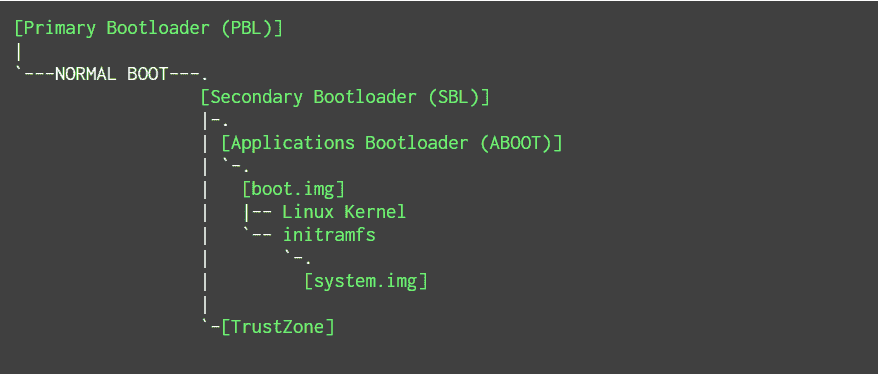 [Primary Bootloader (PBL)]
|
`---NORMAL BOOT---.
                  [Secondary Bootloader (SBL)]
                  |-.
                  | [Applications Bootloader (ABOOT)]
                  | `-.
                  |   [boot.img]
                  |   |-- Linux Kernel
                  |   `-- initramfs
                  |       `-.
                  |         [system.img]
                  |
                  `-[TrustZone]